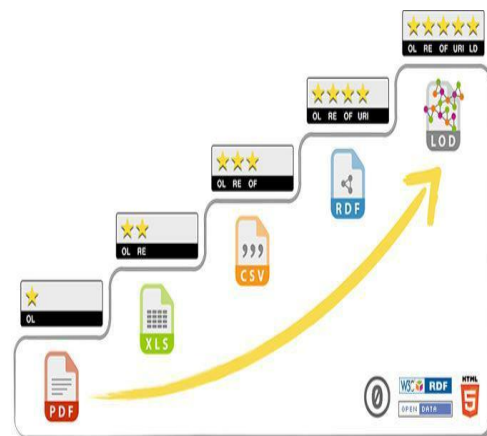 OL RE OF URI LD
OL RE OF URI
OL RE OF
OL RE
OL
LOD
RDF
CSV
XLS
PDF
0
W3C RDF
OPEN DATA
HTML
5